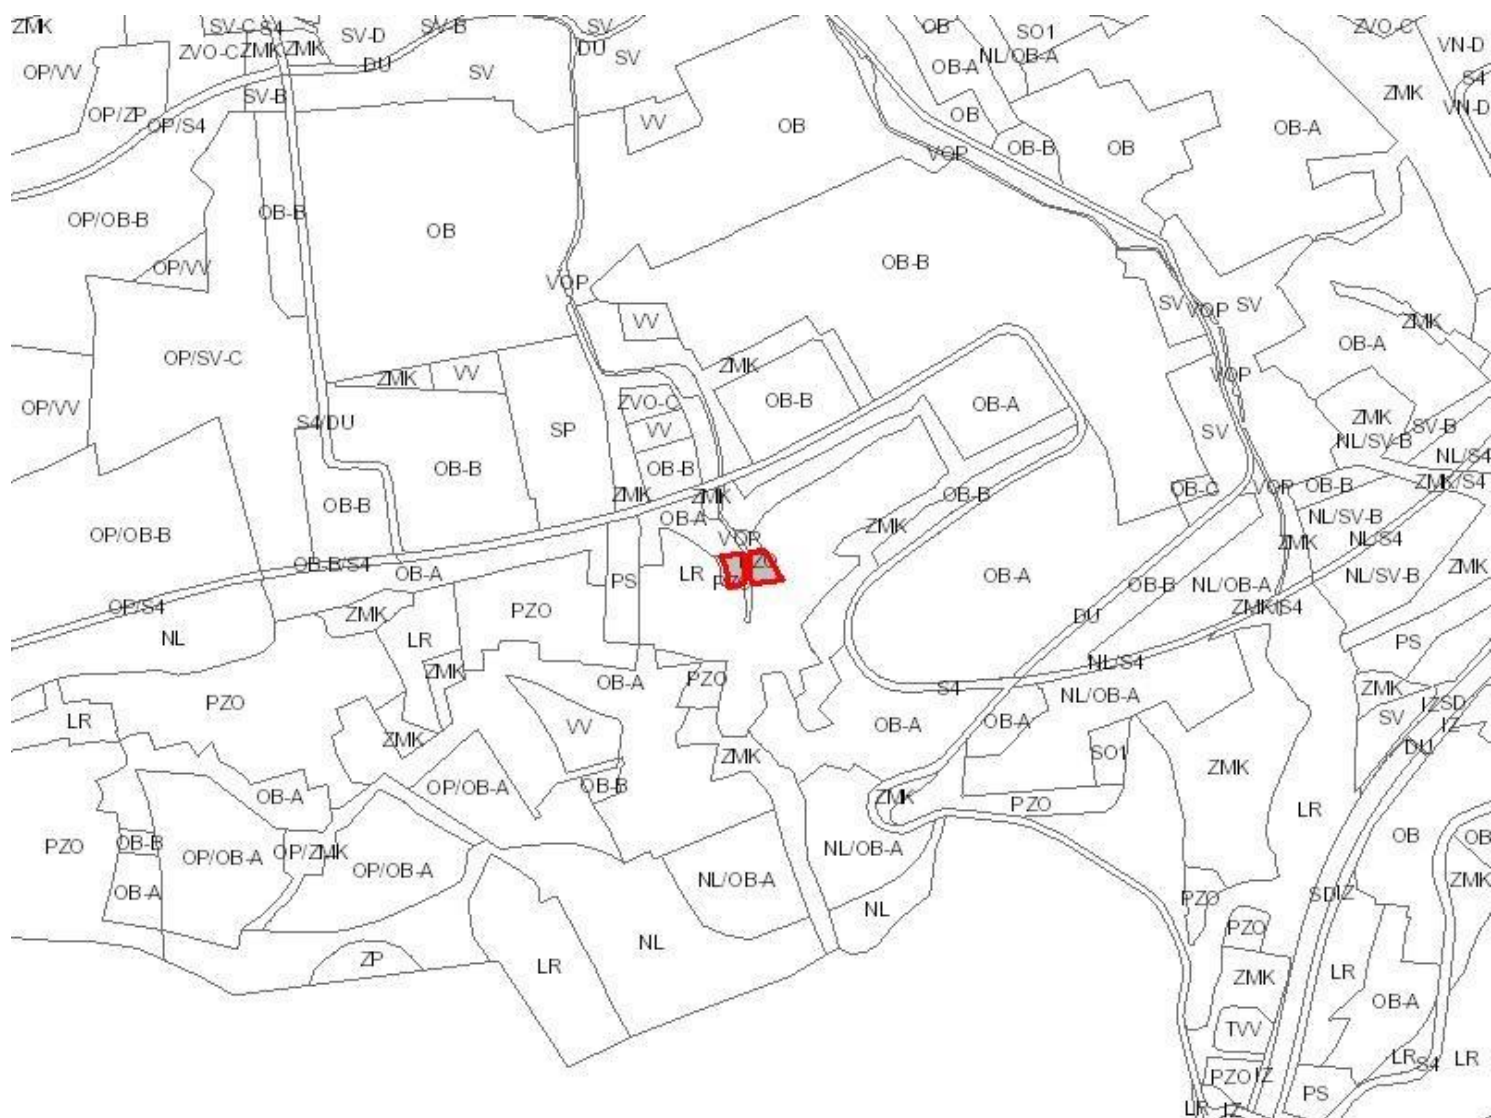 ZMK
SV-C S4
SV-D
SV-B
SV
OB
SO1
ZVO-C
ZVO-C
ZMK
ZMK
DU
NL/OB-A
VN-D
OP/VV
DU
SV
SV
OB-A
S4
SV-B
ZMK
VN-D
OP/ZP
OP/S4
VV
OB
OB
OB-A
VOP
OB-B
OB
OP/OB-B
OB-B
OB
OP/VV
OB-B
VOP
SV
VOP
SV
VV
ZMK
OP/SV-C
OB-A
ZMK
VV
ZMK
VOP
OP/VV
ZVO-C
OB-B
OB-A
ZMK
S4/DU
SP
VV
SV
SV-B
NL/SV-B
OB-B
OB-B
NL/S4
ZMK
ZMK
OB-B
OB-C
VOP
OB-B
ZMK/S4
OB-B
OB-A
ZMK
NL/SV-B
OP/OB-B
VOP
ZMK
NL/S4
OB-B/S4
OB-A
LR
PS
OB-A
OB-B
NL/OB-A
NL/SV-B
ZMK
OP/S4
ZMK
PZO
DU
ZMK/S4
NL
LR
PS
ZMK
OB-A
PZO
S4
NL/S4
ZMK
PZO
NL/OB-A
IZSD
LR
VV
OB-A
OB-A
SV
IZ
ZMK
ZMK
SO1
DU
OP/OB-A
OB-B
ZMK
OB-A
ZMK
PZO
LR
PZO
OB-B
OP/OB-A
OP/ZMK
OP/OB-A
NL/OB-A
OB
OB
OB-A
NL/OB-A
ZMK
NL
PZO
SD
IZ
PZO
NL
ZP
LR
ZMK
LR
OB-A
TVV
LR
S4
LR
PZO
IZ
PS
LR
IZ